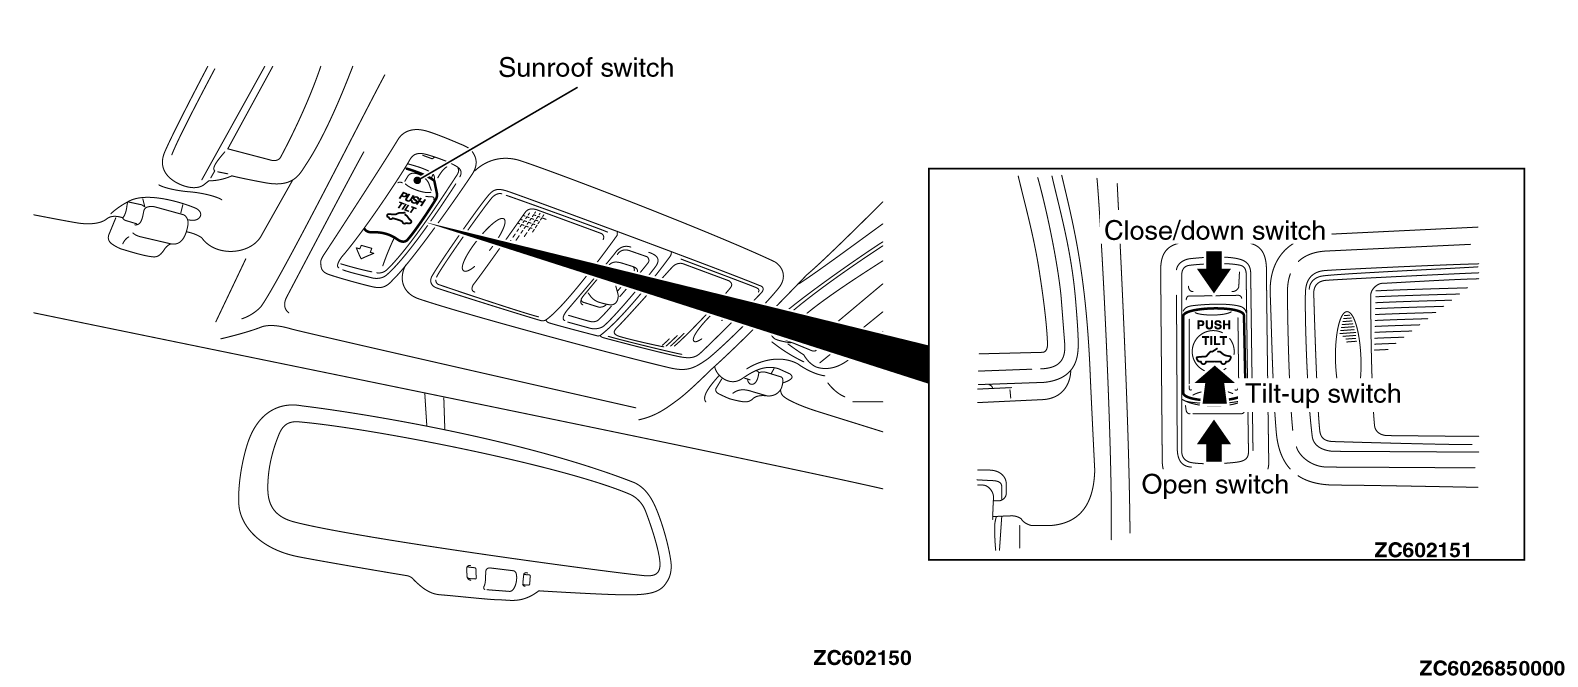 Sunroof switch
PUSH
TILT
Close/down switch
PUSH
TILT
Tilt-up switch
Open switch
ZC602151
ZC602150
ZC6026850000